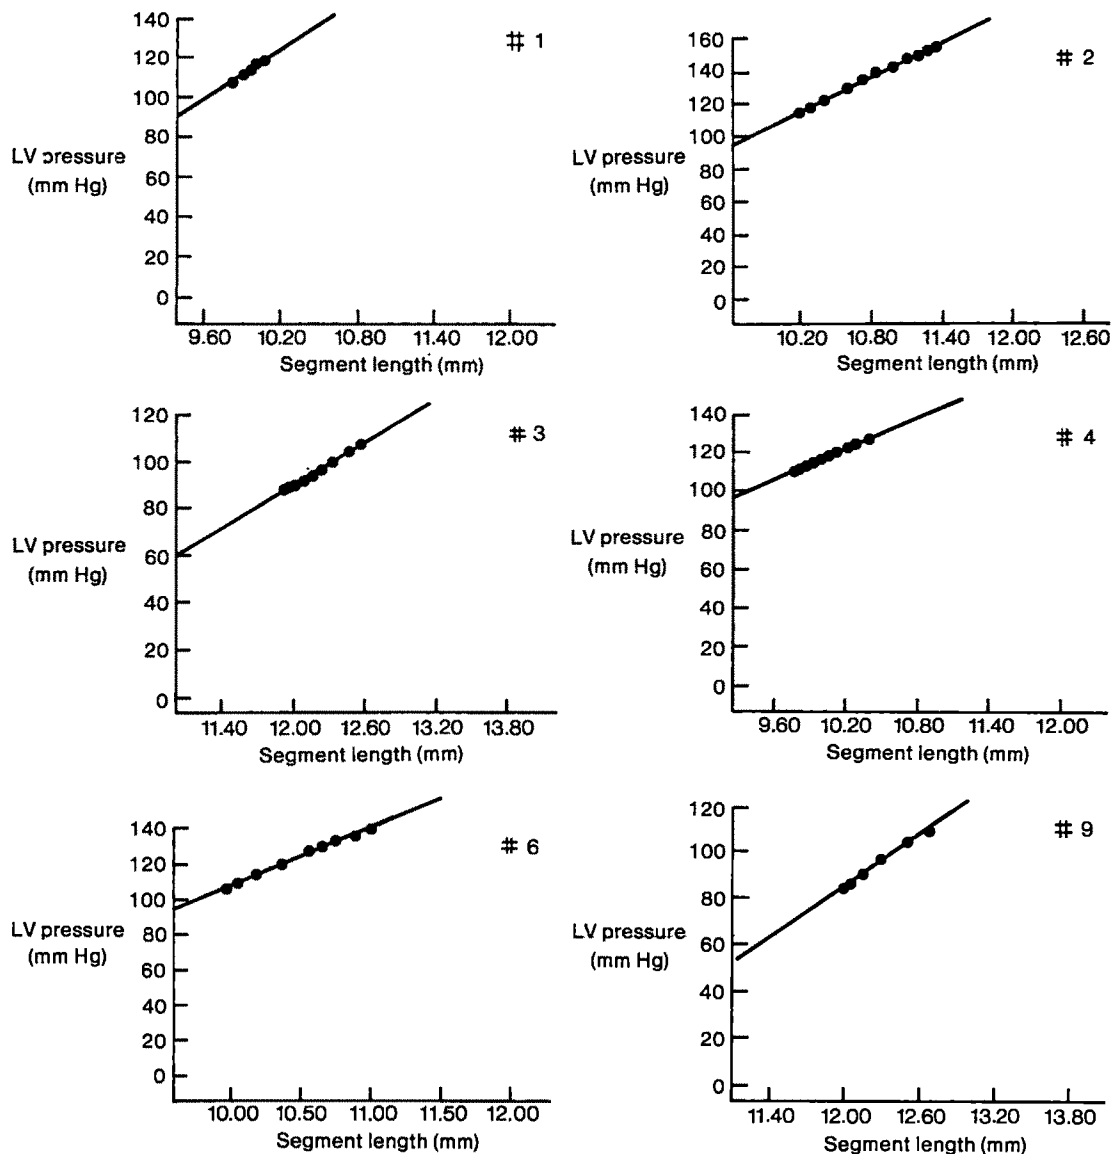 140
120
100
80
60
40
20
0
LV pressure
(mm Hg)
# 1
9.60 10.20 10.80 11.40 12.00
Segment length (mm)
160
140
120
100
80
60
40
20
0
LV pressure
(mm Hg)
# 2
10.20 10.80 11.40 12.00 12.60
Segment length (mm)
120
100
80
60
40
20
0
LV pressure
(mm Hg)
# 3
11.40 12.00 12.60 13.20 13.80
Segment length (mm)
140
120
100
80
60
40
20
0
LV pressure
(mm Hg)
# 4
9.60 10.20 10.80 11.40 12.00
Segment length (mm)
140
120
100
80
60
40
20
0
LV pressure
(mm Hg)
# 6
10.00 10.50 11.00 11.50 12.00
Segment length (mm)
120
100
80
60
40
20
0
LV pressure
(mm Hg)
# 9
11.40 12.00 12.60 13.20 13.80
Segment length (mm)